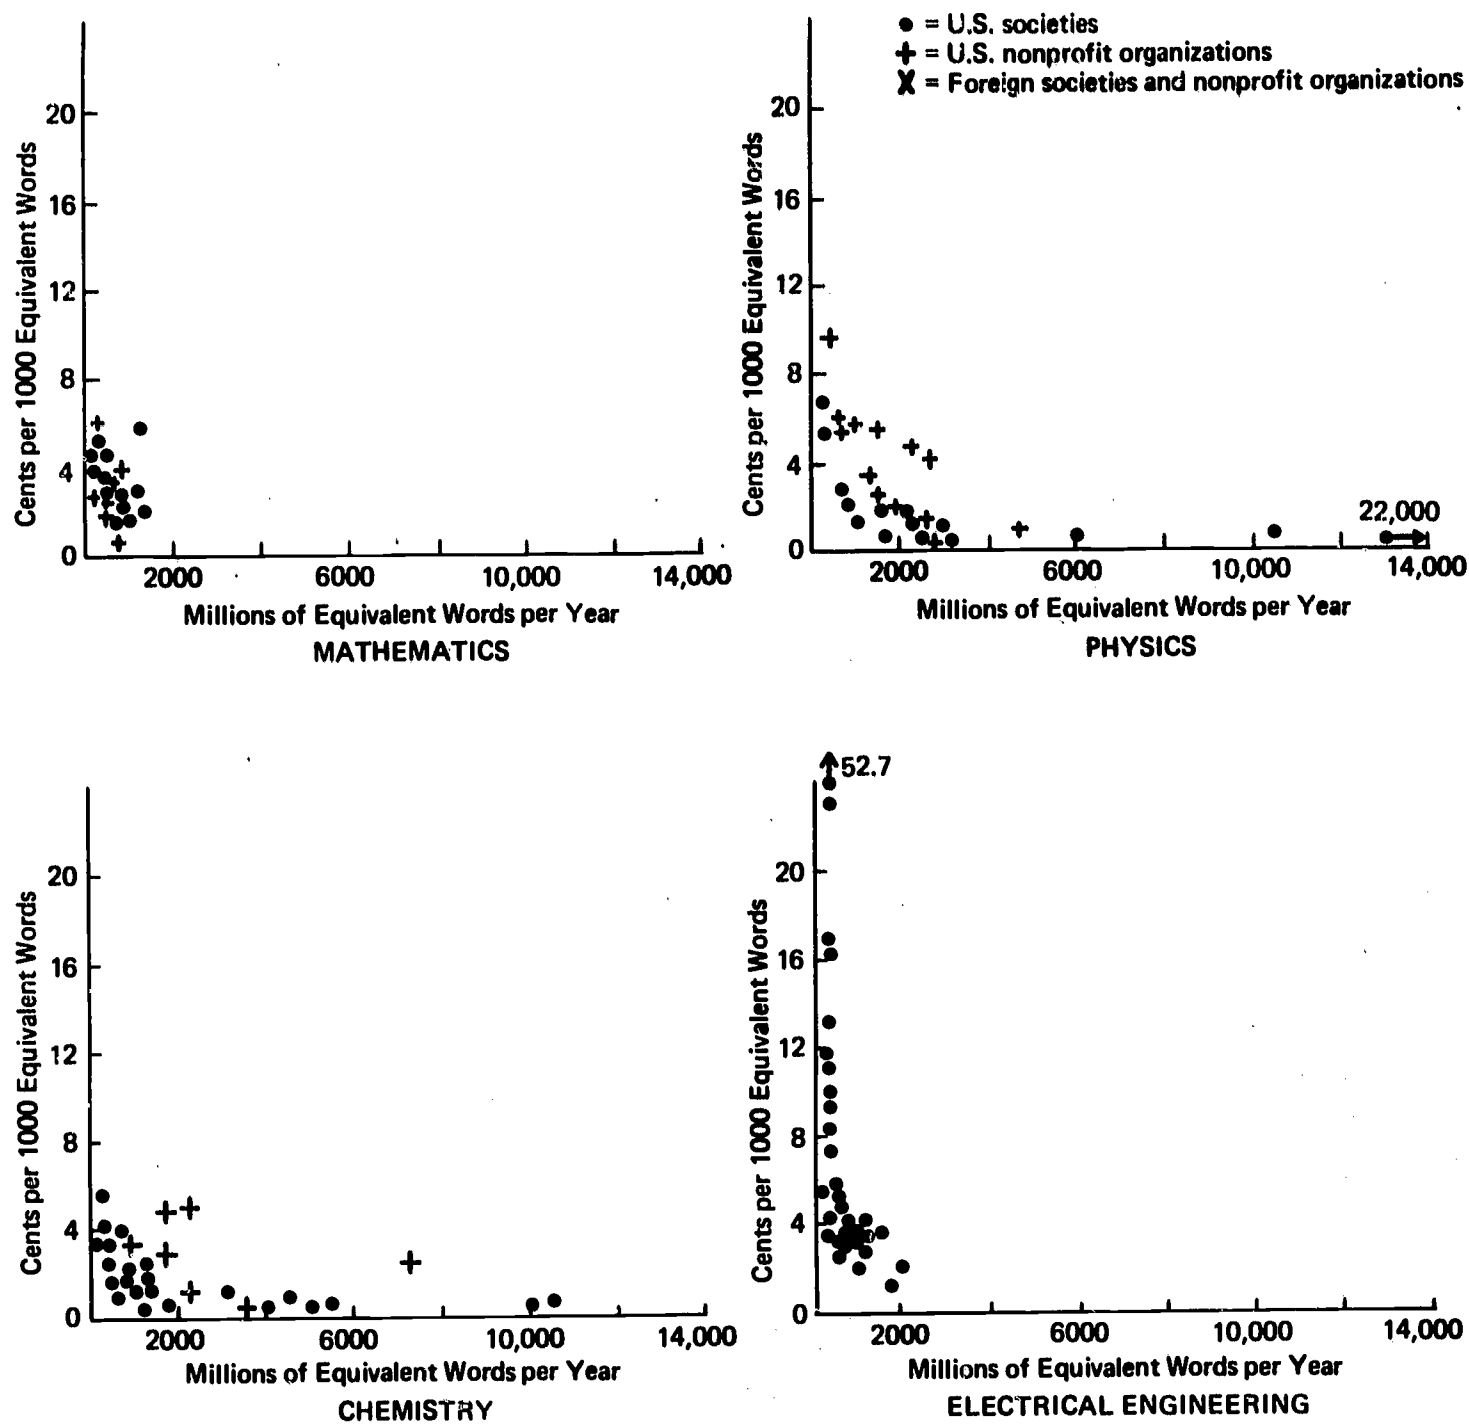 ● = U.S. societies
+ = U.S. nonprofit organizations
X = Foreign societies and nonprofit organizations
Cents per 1000 Equivalent Words
20
16
12
8
4
0
2000 6000 10,000 14,000
Millions of Equivalent Words per Year
MATHEMATICS
Cents per 1000 Equivalent Words
20
16
12
8
4
0
22,000
2000 6000 10,000 14,000
Millions of Equivalent Words per Year
PHYSICS
Cents per 1000 Equivalent Words
20
16
12
8
4
0
2000 6000 10,000 14,000
Millions of Equivalent Words per Year
CHEMISTRY
52.7
Cents per 1000 Equivalent Words
20
16
12
8
4
0
2000 6000 10,000 14,000
Millions of Equivalent Words per Year
ELECTRICAL ENGINEERING